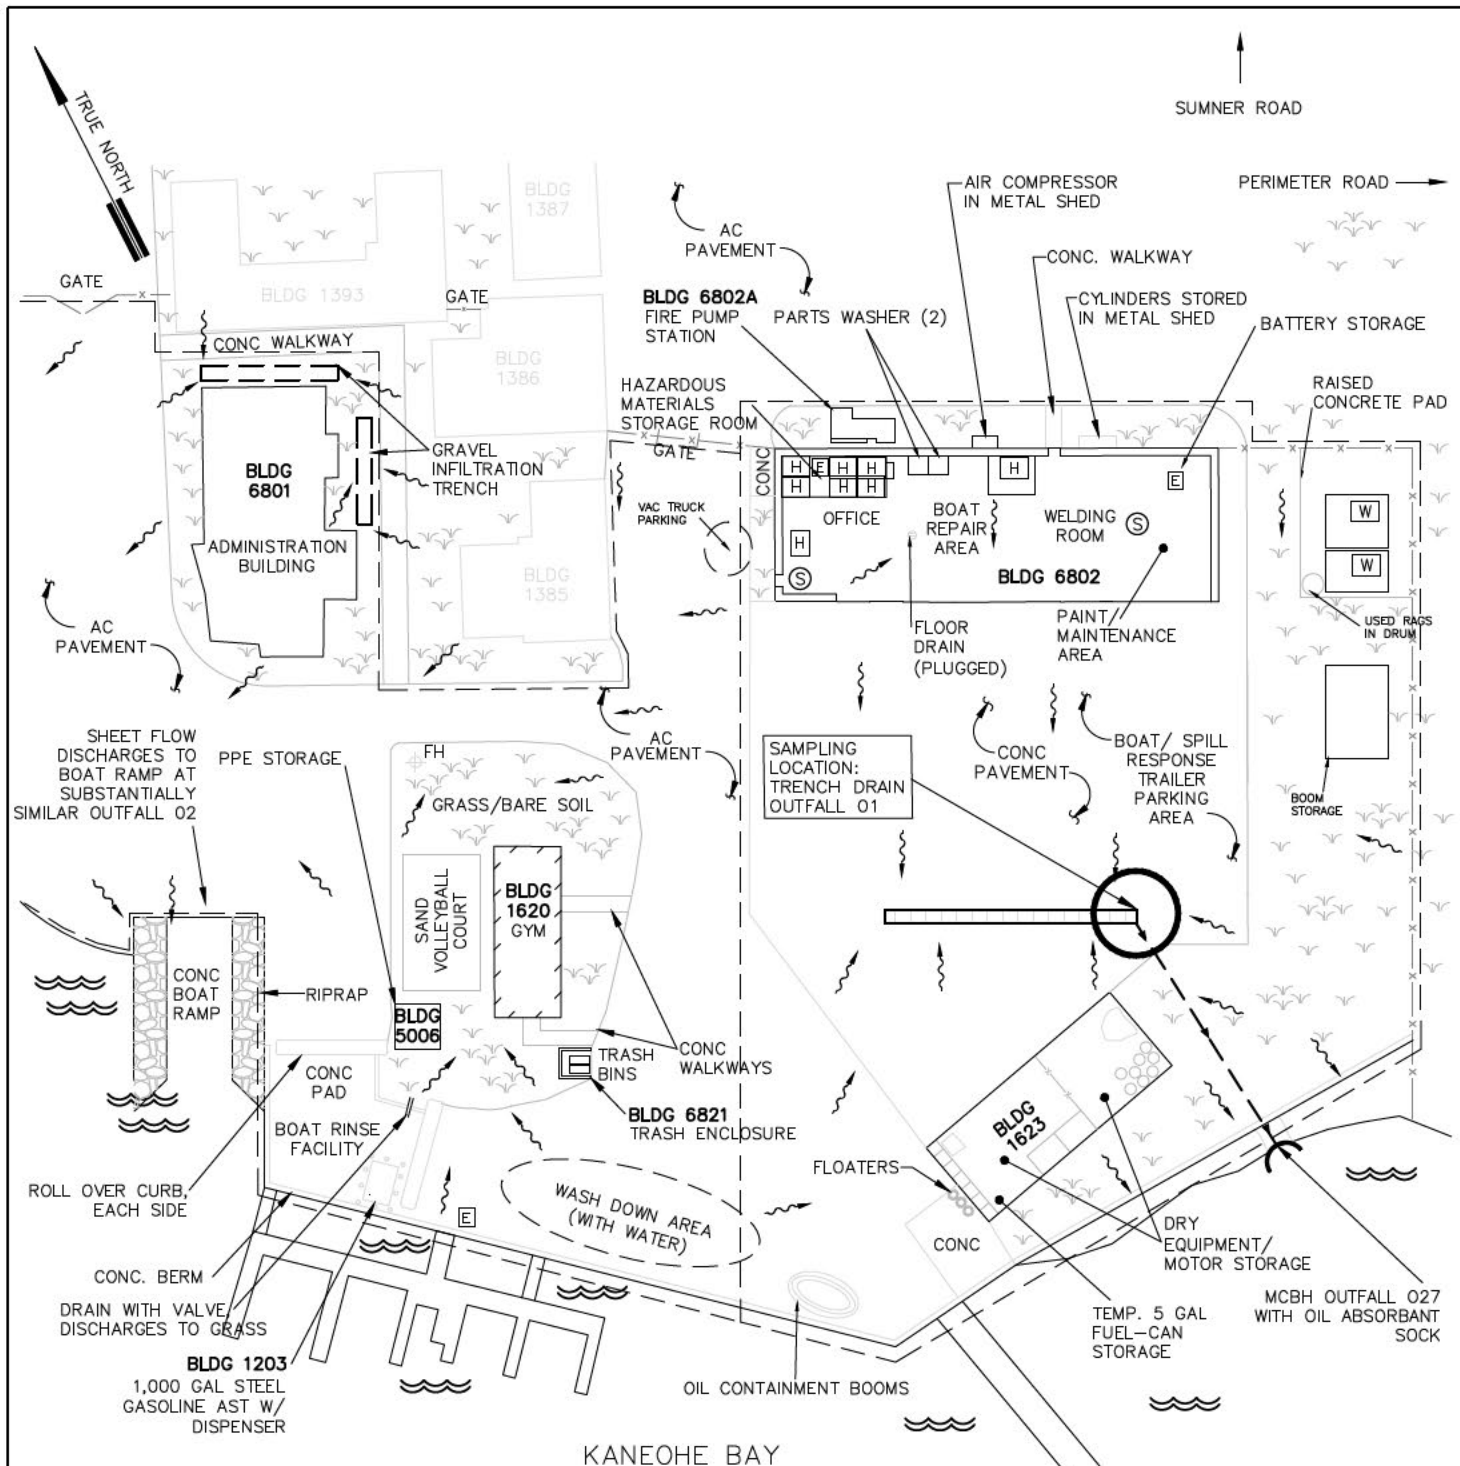 SUMNER ROAD
TRUE NORTH
AIR COMPRESSOR
IN METAL SHED
PERIMETER ROAD
BLDG
1387
AC
PAVEMENT
CONC. WALKWAY
GATE
BLDG 1393
GATE
BLDG 6802A
FIRE PUMP
STATION
PARTS WASHER (2)
CYLINDERS STORED
IN METAL SHED
BATTERY STORAGE
CONC WALKWAY
BLDG
1386
HAZARDOUS
MATERIALS
STORAGE ROOM
RAISED
CONCRETE PAD
GATE
GRAVEL
INFILTRATION
TRENCH
BLDG
6801
CONC
H
E
H
H
H
H
H
H
H
E
VAC TRUCK
PARKING
OFFICE
BOAT
REPAIR
AREA
WELDING
ROOM
S
W
H
S
W
ADMINISTRATION
BUILDING
BLDG
1385
BLDG 6802
AC
PAVEMENT
FLOOR
DRAIN
(PLUGGED)
PAINT/
MAINTENANCE
AREA
USED RAGS
IN DRUM
SHEET FLOW
DISCHARGES TO
BOAT RAMP AT
SUBSTANTIALLY
SIMILAR OUTFALL 02
PPE STORAGE
FH
AC
PAVEMENT
SAMPLING
LOCATION:
TRENCH DRAIN
OUTFALL 01
CONC
PAVEMENT
BOAT/ SPILL
RESPONSE
TRAILER
PARKING
AREA
BOOM
STORAGE
GRASS/BARE SOIL
SAND
VOLLEYBALL
COURT
BLDG
1620
GYM
CONC
BOAT
RAMP
RIPRAP
BLDG
5006
TRASH
BINS
CONC
WALKWAYS
CONC
PAD
BLDG 6821
TRASH ENCLOSURE
BLDG
1623
BOAT RINSE
FACILITY
FLOATERS
ROLL OVER CURB,
EACH SIDE
WASH DOWN AREA
(WITH WATER)
E
CONC
DRY
EQUIPMENT/
MOTOR STORAGE
CONC. BERM
DRAIN WITH VALVE,
DISCHARGES TO GRASS
TEMP. 5 GAL
FUEL-CAN
STORAGE
MCBH OUTFALL 027
WITH OIL ABSORBANT
SOCK
BLDG 1203
1,000 GAL STEEL
GASOLINE AST W/
DISPENSER
OIL CONTAINMENT BOOMS
KANEOHE BAY